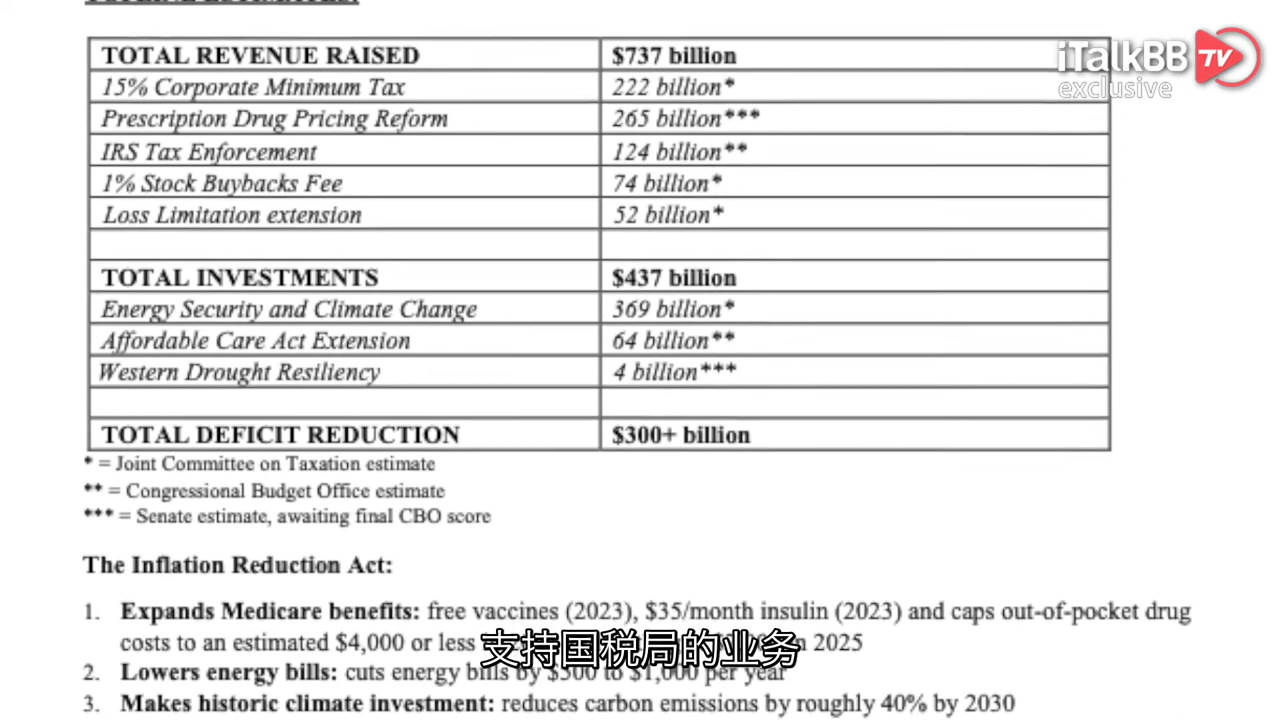 iTalkBB TV
exclusive
TOTAL REVENUE RAISED $737 billion
15% Corporate Minimum Tax 222 billion*
Prescription Drug Pricing Reform 265 billion***
IRS Tax Enforcement 124 billion**
1% Stock Buybacks Fee 74 billion*
Loss Limitation extension 52 billion*
TOTAL INVESTMENTS $437 billion
Energy Security and Climate Change 369 billion*
Affordable Care Act Extension 64 billion**
Western Drought Resiliency 4 billion***
TOTAL DEFICIT REDUCTION $300+ billion
* = Joint Committee on Taxation estimate
** = Congressional Budget Office estimate
*** = Senate estimate, awaiting final CBO score
The Inflation Reduction Act:
1. Expands Medicare benefits: free vaccines (2023), $35/month insulin (2023) and caps out-of-pocket drug
costs to an estimated $4,000 or less 2025
2. Lowers energy bills: cuts energy bills by $500 to $1,000 per year
3. Makes historic climate investment: reduces carbon emissions by roughly 40% by 2030
支持国税局的业务